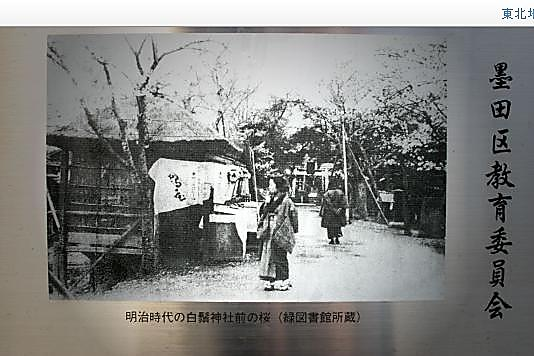 東北
墨田区教育委員会
明治時代の白鬚神社前の桜（緑図書館所蔵）